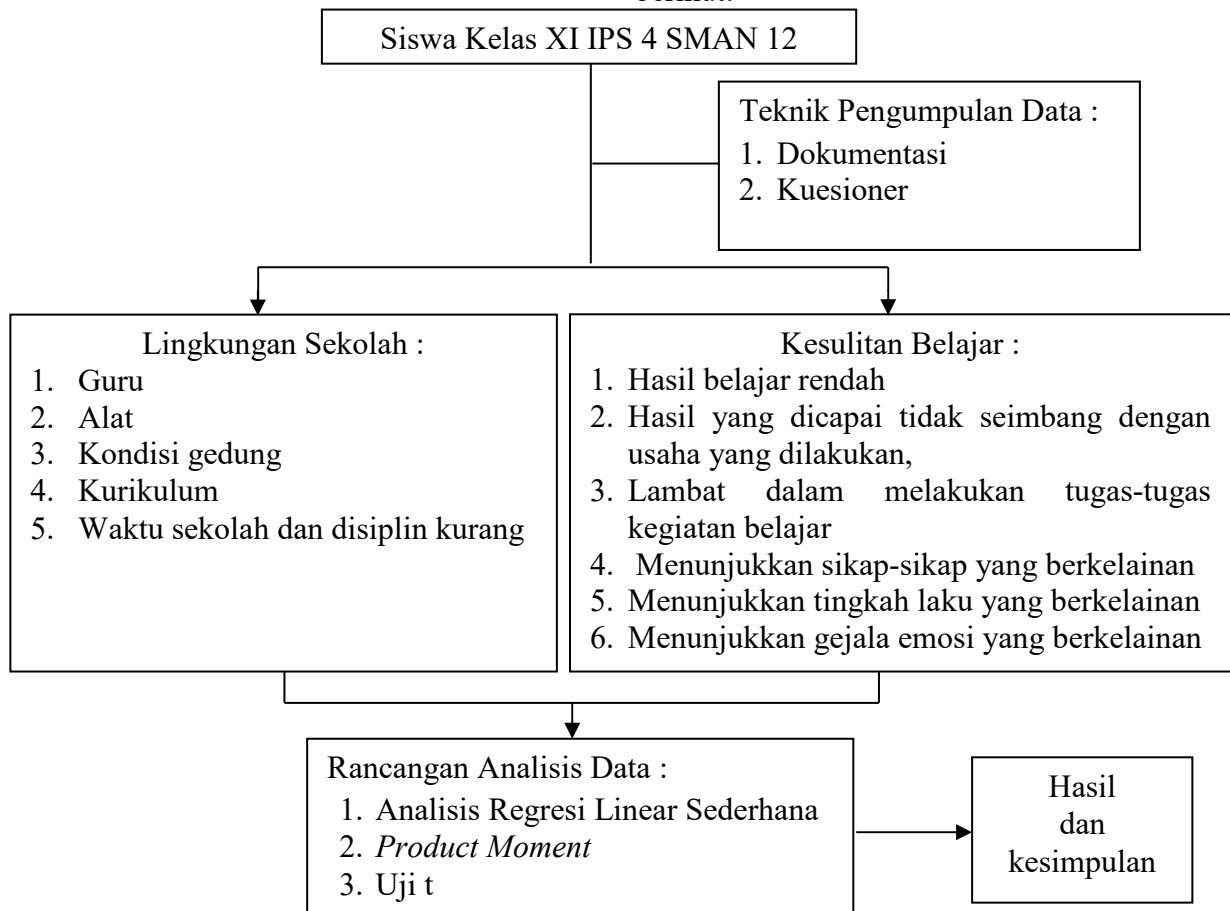 Siswa Kelas XI IPS 4 SMAN 12
Teknik Pengumpulan Data :
1. Dokumentasi
2. Kuesioner
Lingkungan Sekolah :
1. Guru
2. Alat
3. Kondisi gedung
4. Kurikulum
5. Waktu sekolah dan disiplin kurang
Kesulitan Belajar :
1. Hasil belajar rendah
2. Hasil yang dicapai tidak seimbang dengan
usaha yang dilakukan,
3. Lambat dalam melakukan tugas-tugas
kegiatan belajar
4. Menunjukkan sikap-sikap yang berkelainan
5. Menunjukkan tingkah laku yang berkelainan
6. Menunjukkan gejala emosi yang berkelainan
Rancangan Analisis Data :
1. Analisis Regresi Linear Sederhana
2. Product Moment
3. Uji t
Hasil
dan
kesimpulan